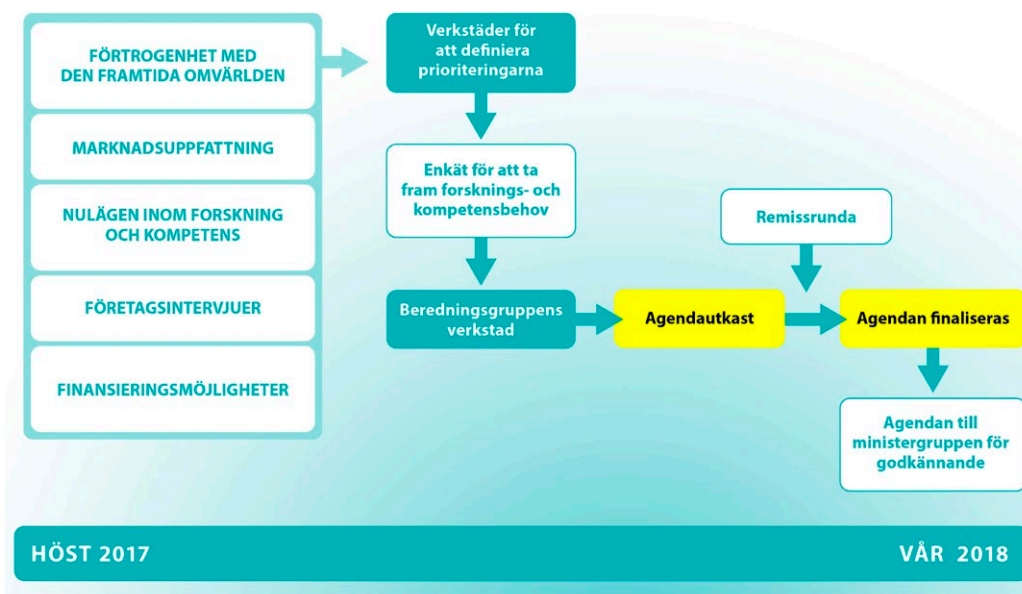 FÖRTROGENHET MED
DEN FRAMTIDA OMVÄRLDEN
MARKNADSUPPFATTNING
NULÄGEN INOM FORSKNING
OCH KOMPETENS
FÖRETAGSINTERVJUER
FINANSIERINGSMÖJLIGHETER
Verkstäder för
att definiera
prioriteringarna
Enkät för att ta
fram forsknings- och
kompetensbehov
Beredningsgruppens
verkstad
Agendautkast
Remissrunda
Agendan finaliseras
Agendan till
ministergruppen för
godkännande
HÖST 2017
VÅR 2018